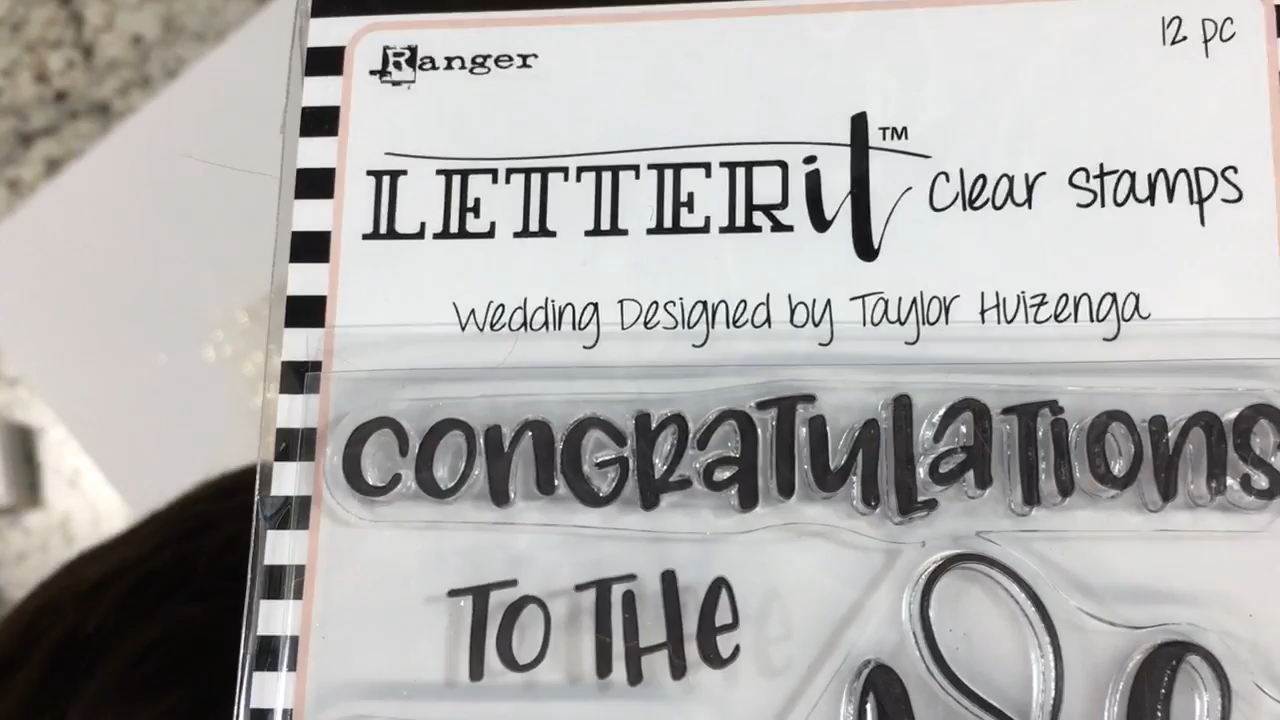 12 pc
Ranger
LETTERit™ Clear Stamps
Wedding Designed by Taylor Huizenga
CONGRATULATIONS
TO THE